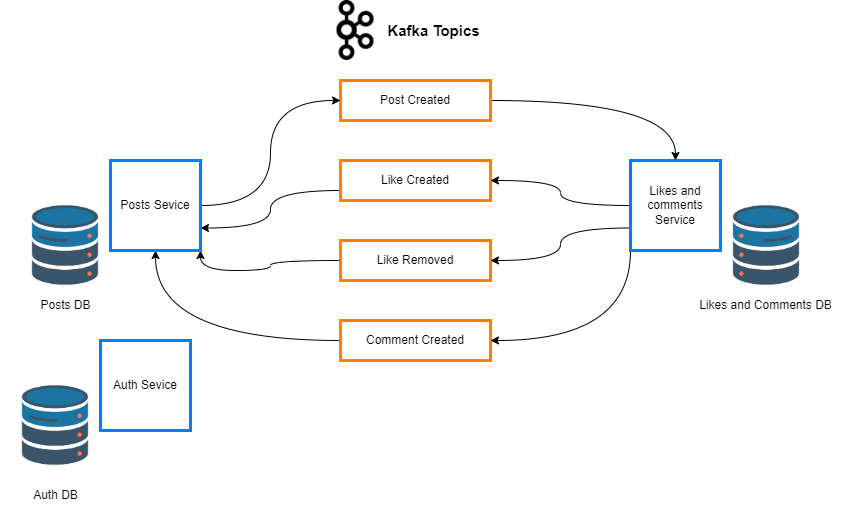 Kafka Topics
Post Created
Like Created
Like Removed
Comment Created
Posts Sevice
Posts DB
Likes and
comments
Service
Likes and Comments DB
Auth Sevice
Auth DB